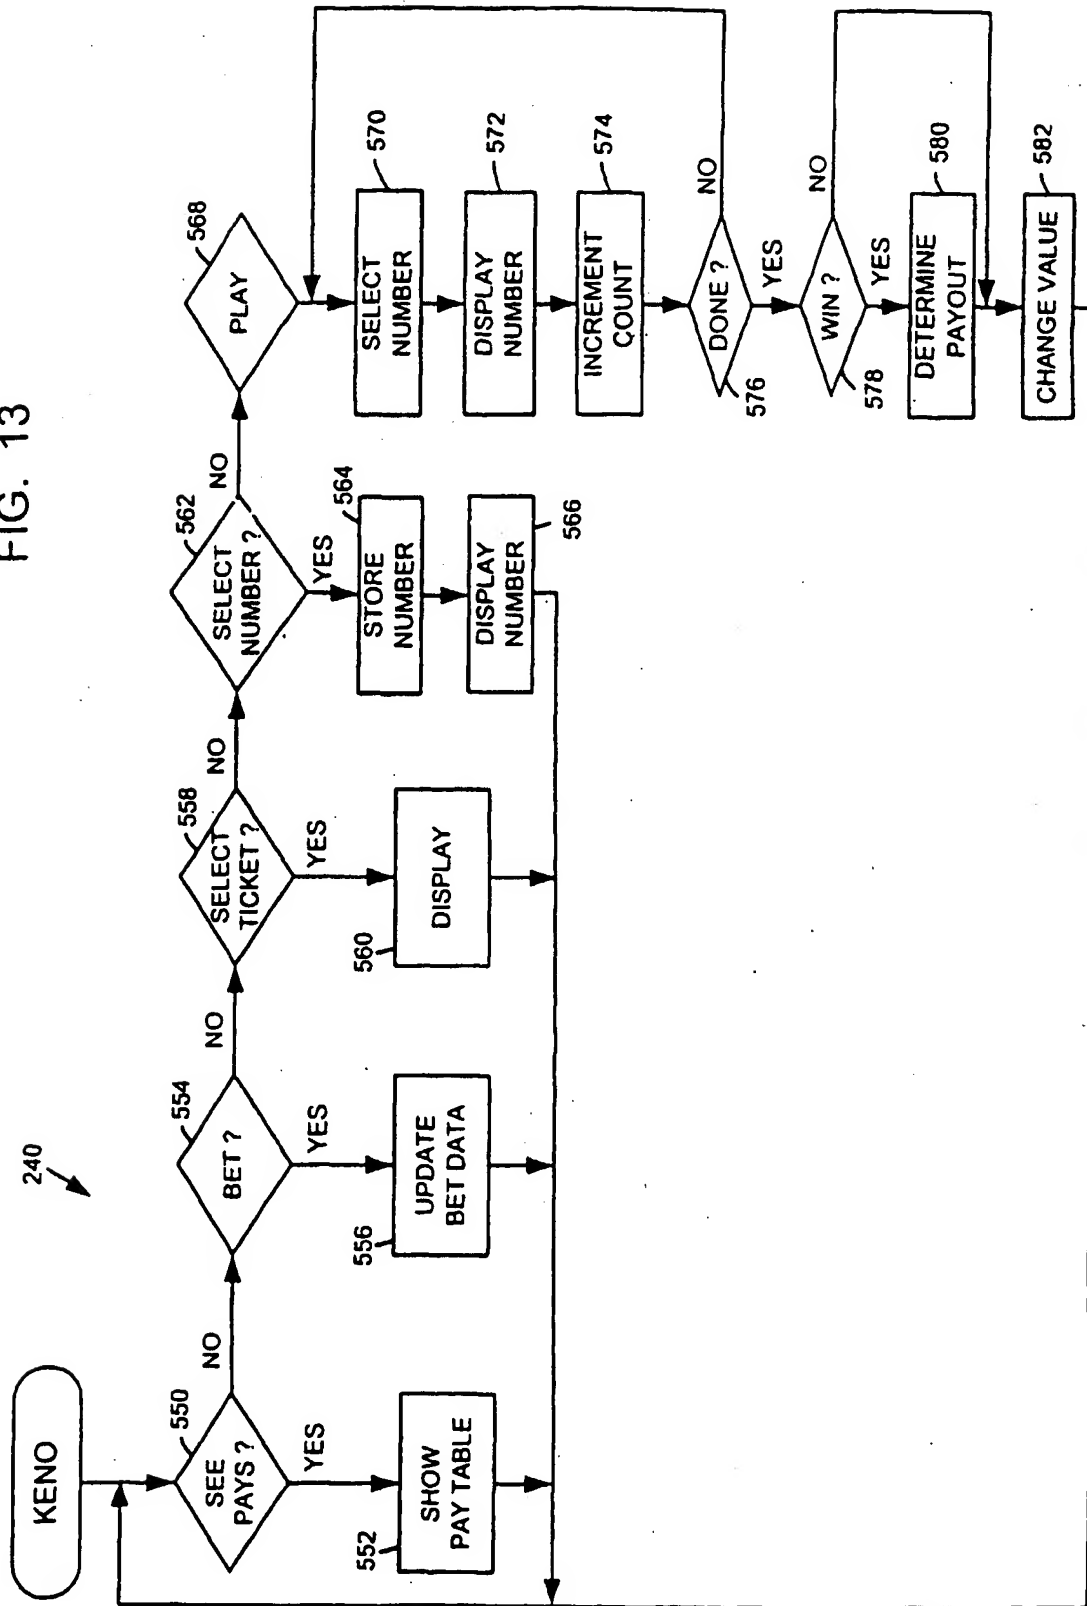 FIG. 13
240
KENO
550
SEE
PAYS ?
NO
YES
552
SHOW
PAY TABLE
554
BET ?
NO
YES
556
UPDATE
BET DATA
558
SELECT
TICKET ?
NO
YES
560
DISPLAY
562
SELECT
NUMBER ?
NO
YES
564
STORE
NUMBER
566
DISPLAY
NUMBER
568
PLAY
570
SELECT
NUMBER
572
DISPLAY
NUMBER
574
INCREMENT
COUNT
576
DONE ?
NO
YES
578
WIN ?
NO
YES
580
DETERMINE
PAYOUT
582
CHANGE VALUE